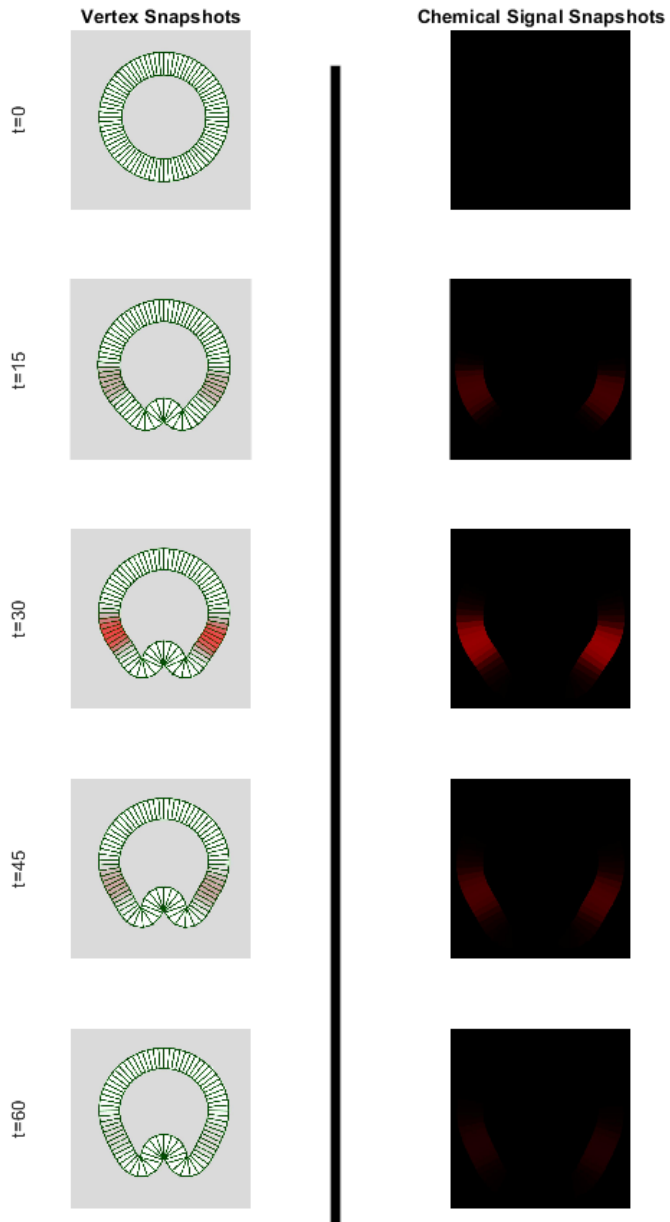 Vertex Snapshots
Chemical Signal Snapshots
t=0
t=15
t=30
t=45
t=60